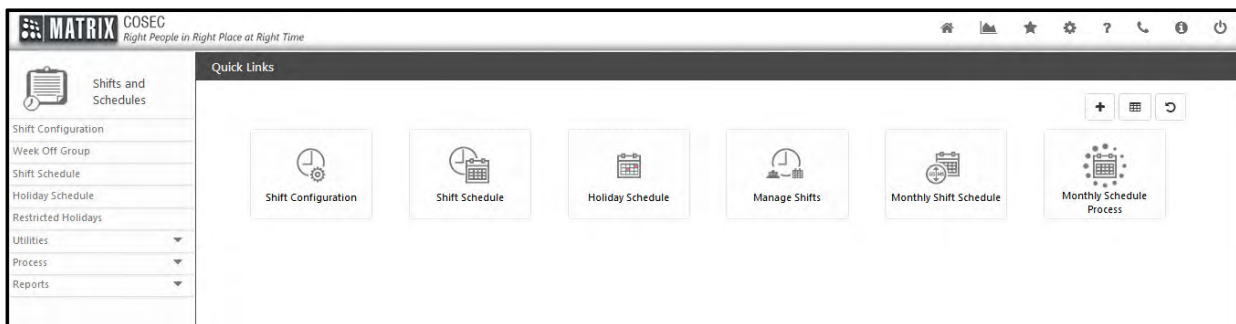 MATRIX COSEC
Right People in Right Place at Right Time
?
Shifts and
Schedules
Quick Links
Shift Configuration
Week Off Group
Shift Schedule
Holiday Schedule
Restricted Holidays
Utilities
Process
Reports
Shift Configuration
Shift Schedule
Holiday Schedule
Manage Shifts
Monthly Shift Schedule
Monthly Schedule
Process